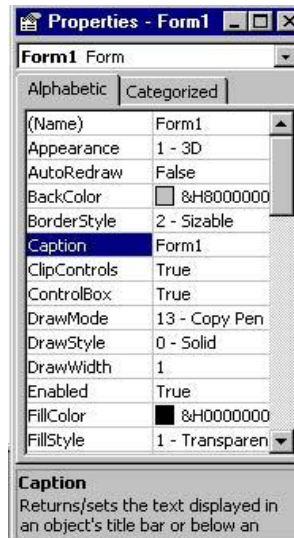 Properties - Form1
Form1 Form
Alphabetic Categorized
(Name) Form1
Appearance 1 - 3D
AutoRedraw False
BackColor &H8000000
BorderStyle 2 - Sizable
Caption Form1
ClipControls True
ControlBox True
DrawMode 13 - Copy Pen
DrawStyle 0 - Solid
DrawWidth 1
Enabled True
FillColor &H0000000
FillStyle 1 - Transparen
Caption
Returns/sets the text displayed in
an object's title bar or below an